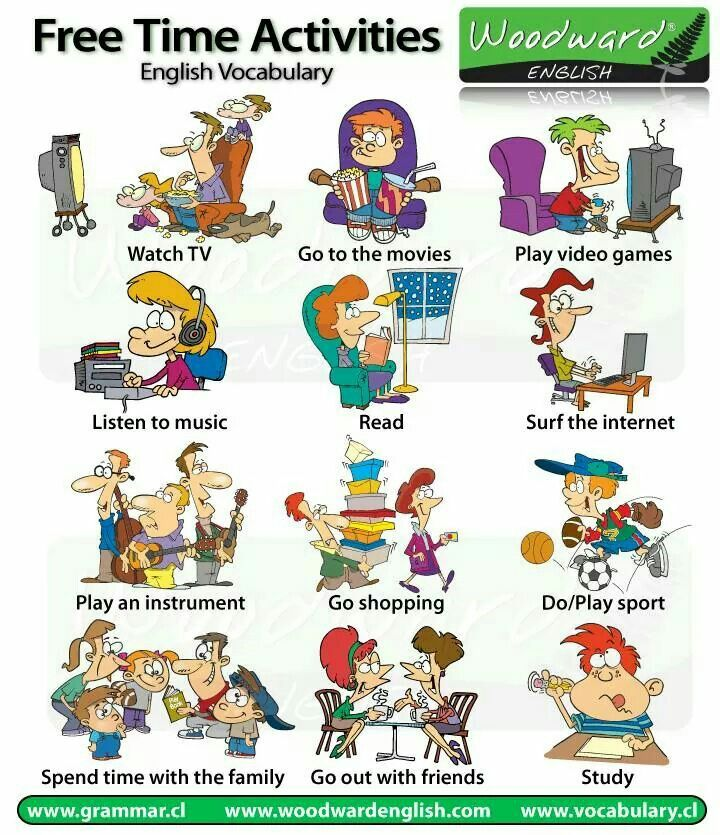 Free Time Activities
English Vocabulary
Woodward®
ENGLISH
Watch TV
Go to the movies
Play video games
Listen to music
Read
Surf the internet
Play an instrument
Go shopping
Do/Play sport
Play Book
Spend time with the family
Go out with friends
Study
www.grammar.cl
www.woodwardenglish.com
www.vocabulary.cl